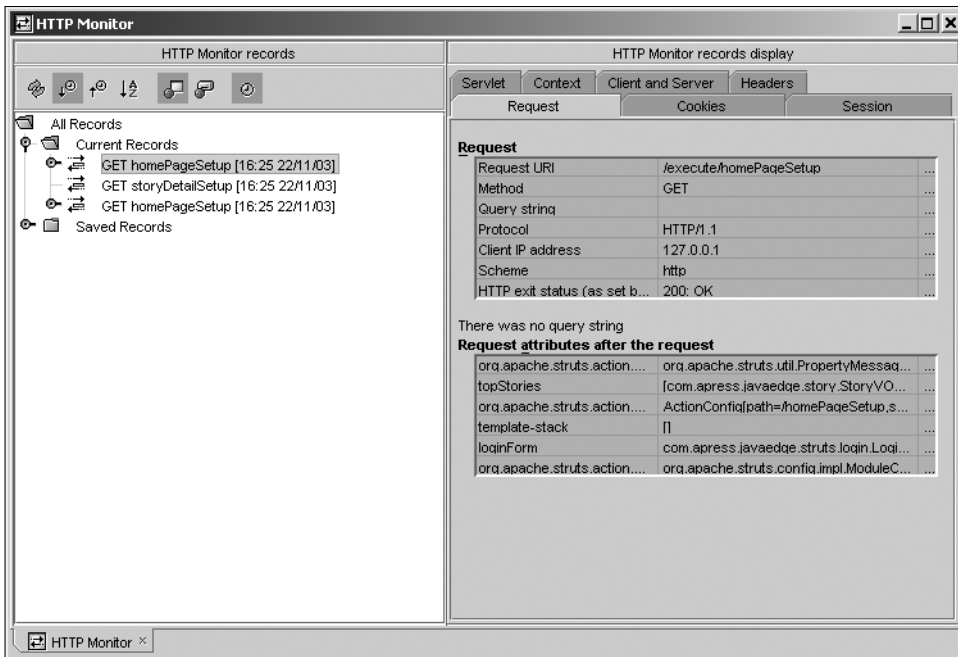 HTTP Monitor
HTTP Monitor records
All Records
Current Records
GET homePageSetup [16:25 22/11/03]
GET storyDetailSetup [16:25 22/11/03]
GET homePageSetup [16:25 22/11/03]
Saved Records
HTTP Monitor records display
Servlet Context Client and Server Headers
Request Cookies Session
Request
Request URI /execute/homePageSetup ...
Method GET ...
Query string ...
Protocol HTTP/1.1 ...
Client IP address 127.0.0.1 ...
Scheme http ...
HTTP exit status (as set b... 200: OK ...
There was no query string
Request attributes after the request
org.apache.struts.action.... org.apache.struts.util.PropertyMessag... ...
topStories [com.apress.javaedge.story.StoryVO... ...
org.apache.struts.action.... ActionConfig[path=/homePageSetup,s... ...
template-stack [] ...
loginForm com.apress.javaedge.struts.login.Logi... ...
org.apache.struts.action.... org.apache.struts.config.impl.ModuleC... ...
HTTP Monitor